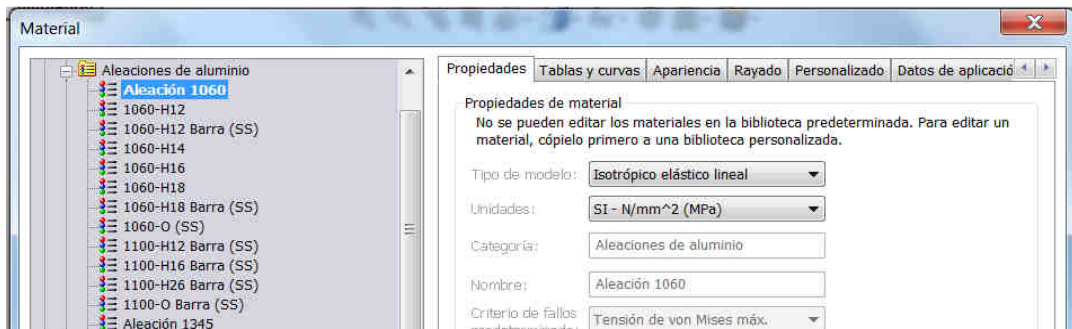 Material
Aleaciones de aluminio
Aleación 1060
1060-H12
1060-H12 Barra (SS)
1060-H14
1060-H16
1060-H18
1060-H18 Barra (SS)
1060-O (SS)
1100-H12 Barra (SS)
1100-H16 Barra (SS)
1100-H26 Barra (SS)
1100-O Barra (SS)
Aleación 1345
Propiedades Tablas y curvas Apariencia Rayado Personalizado Datos de aplicació
Propiedades de material
No se pueden editar los materiales en la biblioteca predeterminada. Para editar un
material, cópielo primero a una biblioteca personalizada.
Tipo de modelo: Isotrópico elástico lineal
Unidades: SI - N/mm^2 (MPa)
Categoría: Aleaciones de aluminio
Nombre: Aleación 1060
Criterio de fallos Tensión de von Mises máx.